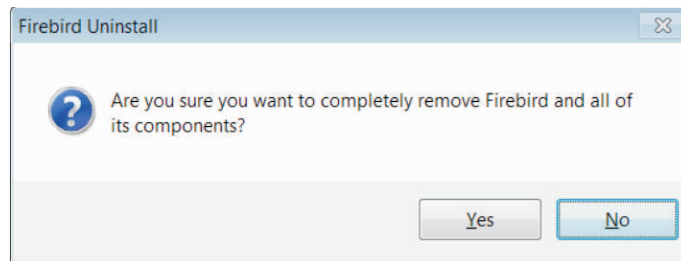 Firebird Uninstall
Are you sure you want to completely remove Firebird and all of
its components?
Yes
No